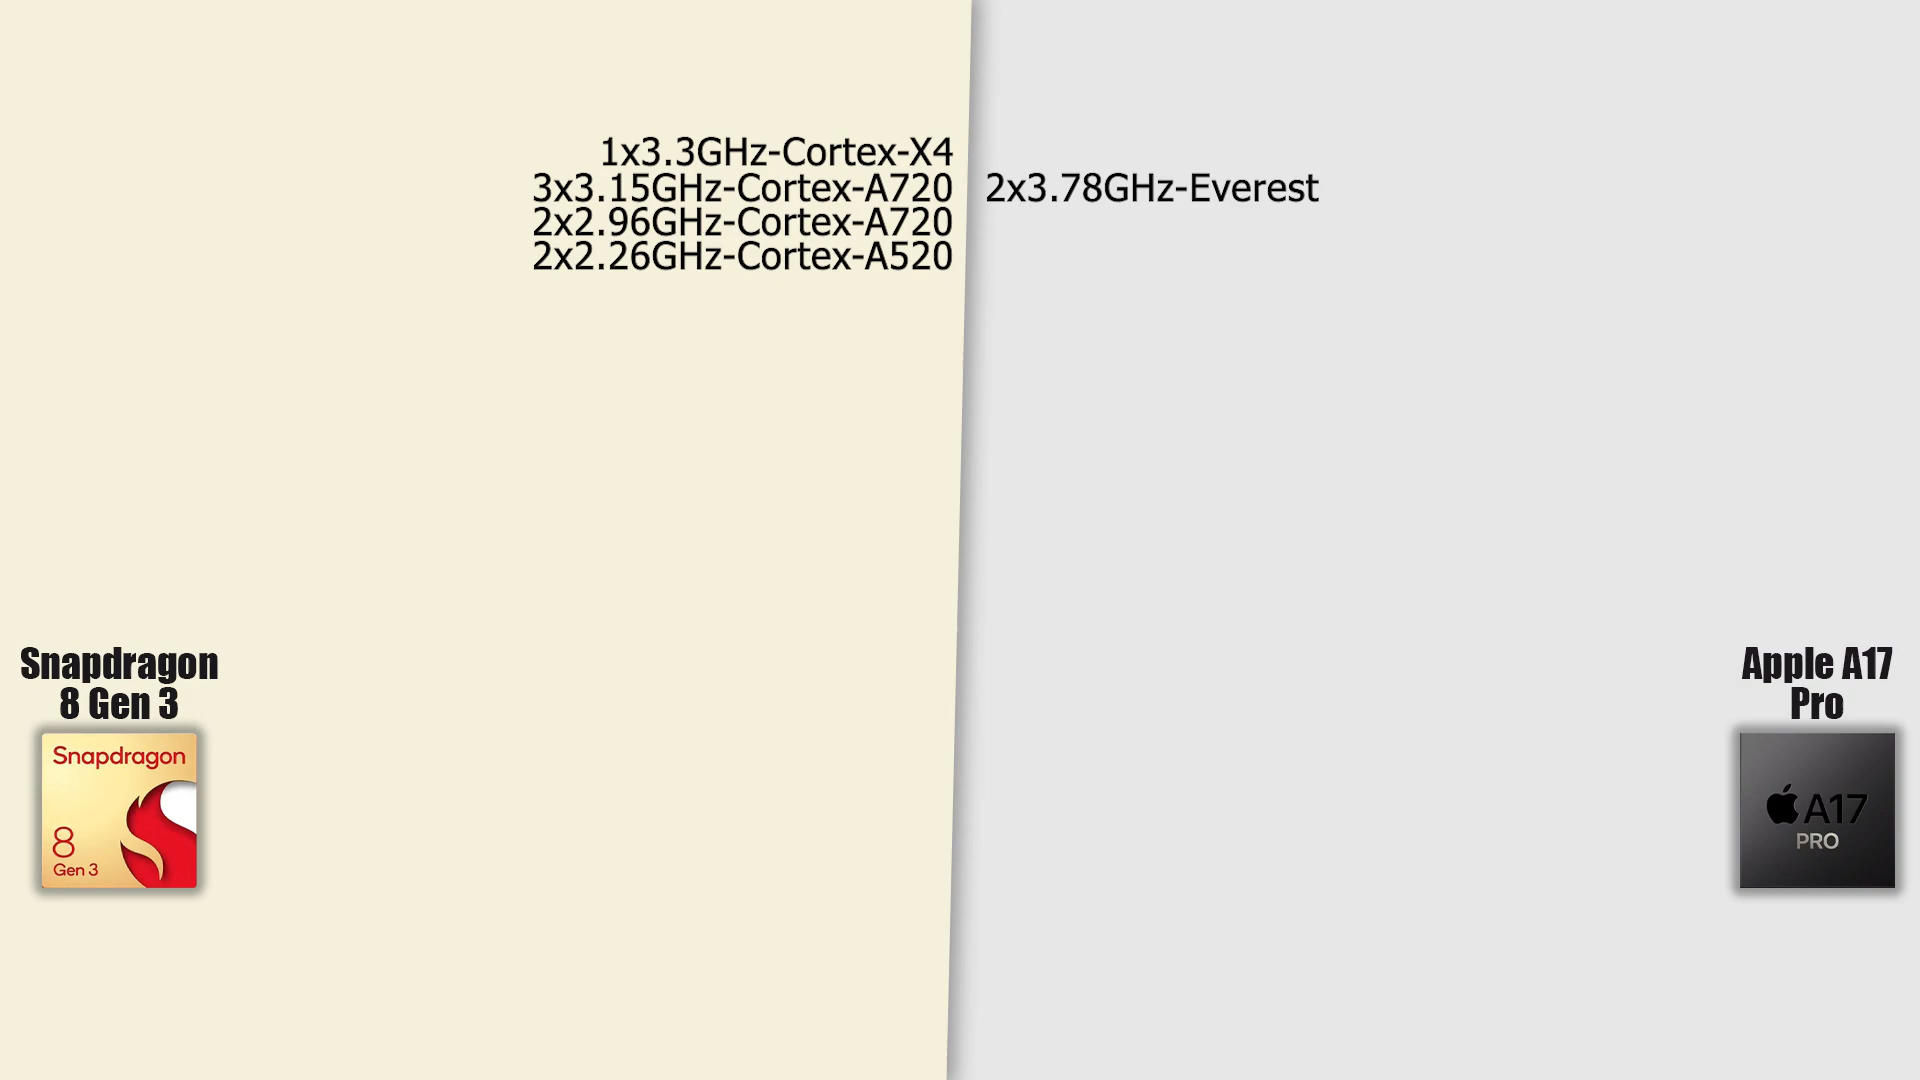 1x3.3GHz-Cortex-X4
3x3.15GHz-Cortex-A720
2x2.96GHz-Cortex-A720
2x2.26GHz-Cortex-A520
2x3.78GHz-Everest
Snapdragon
8 Gen 3
Snapdragon
8
Gen 3
Apple A17
Pro
A17
PRO